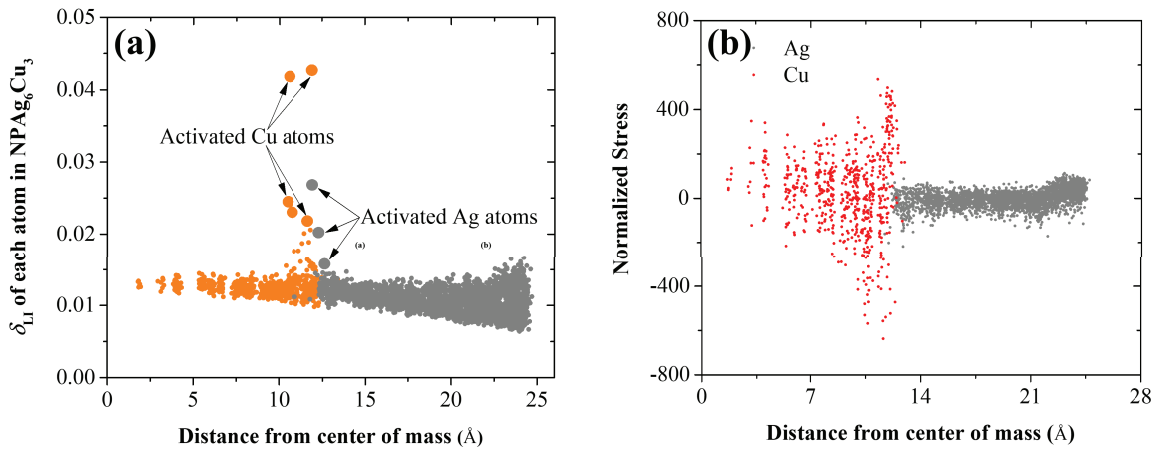 (a)
δLI of each atom in NPAg6Cu3
0.05
0.04
0.03
0.02
0.01
0.00
Activated Cu atoms
Activated Ag atoms
(a)
(b)
0
5
10
15
20
25
Distance from center of mass (Å)
(b)
Normalized Stress
800
400
0
-400
-800
Ag
Cu
0
7
14
21
28
Distance from center of mass (Å)